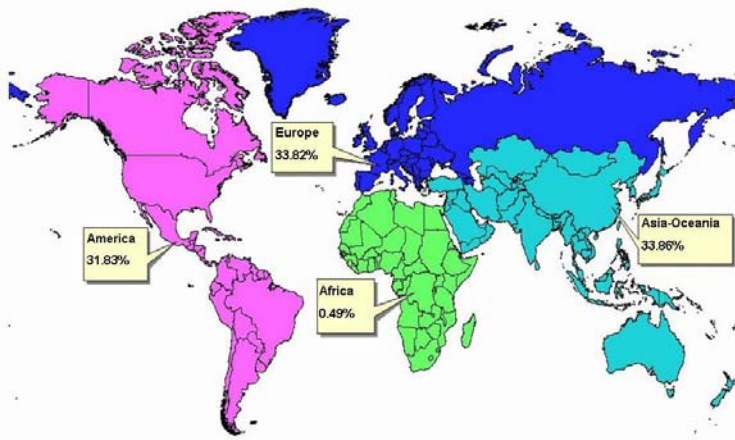 Europe
33.82%
America
31.83%
Asia-Oceania
33.86%
Africa
0.49%